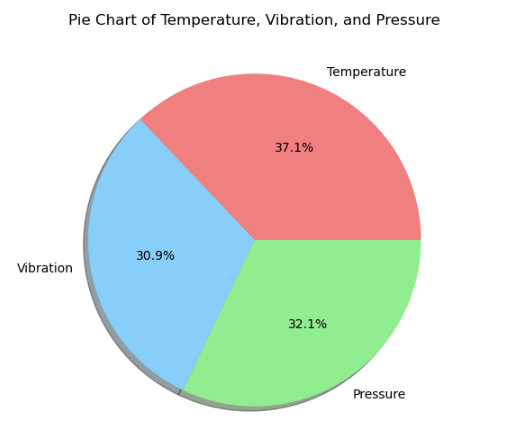 Pie Chart of Temperature, Vibration, and Pressure
Temperature
37.1%
30.9%
Vibration
32.1%
Pressure